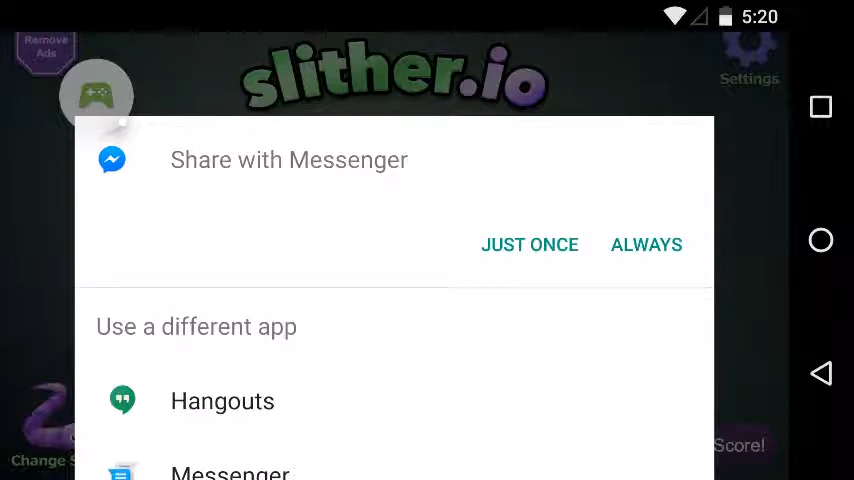 5:20
Remove
Ads
slither.io
Settings
Share with Messenger
JUST ONCE
ALWAYS
Use a different app
Hangouts
Messenger
Change
Score!